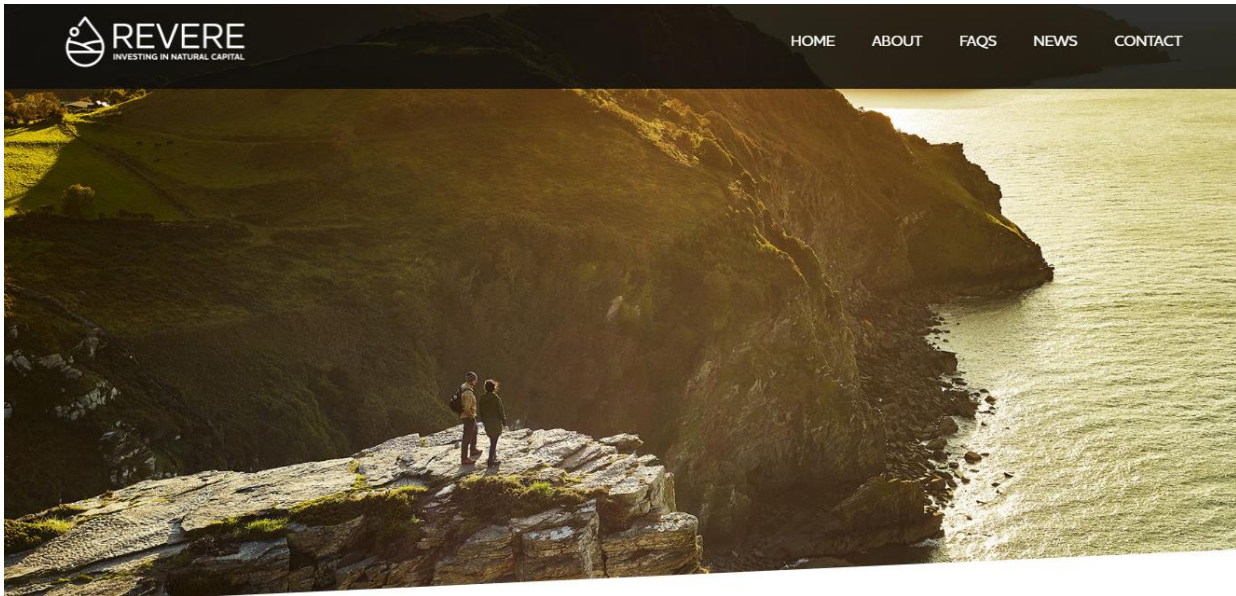 REVERE
INVESTING IN NATURAL CAPITAL
HOME ABOUT FAQS NEWS CONTACT